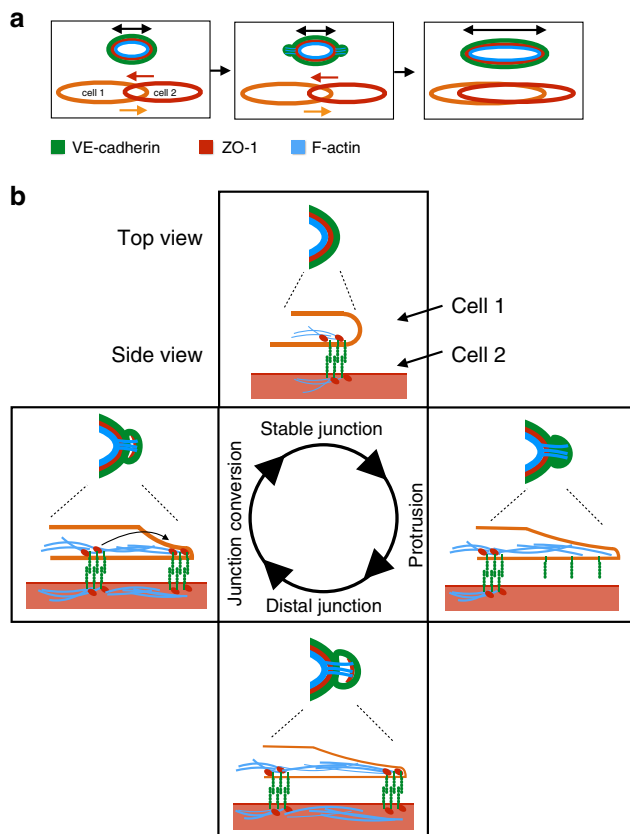 a
cell 1 cell 2
VE-cadherin ZO-1 F-actin
b
Top view
Cell 1
Side view
Cell 2
Stable junction
Junction conversion
Protrusion
Distal junction